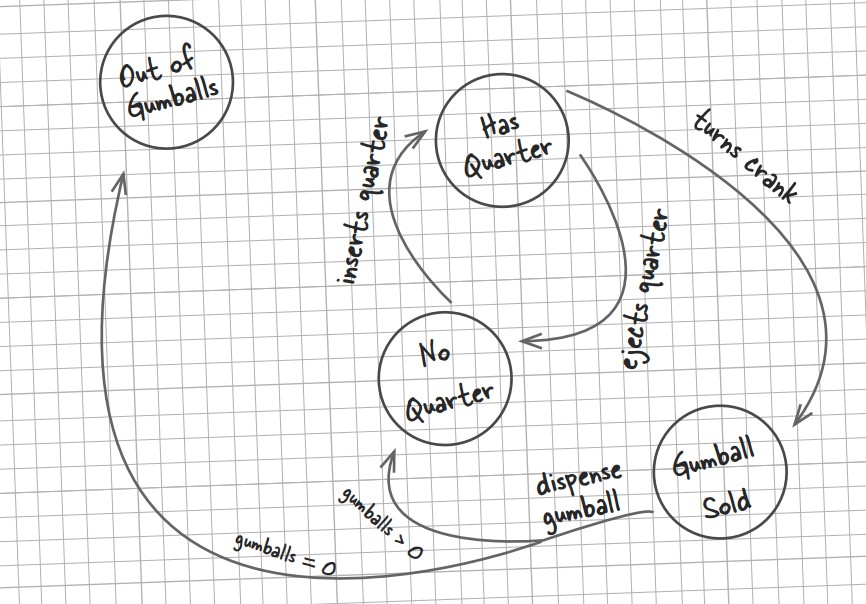 Out of
Gumballs
Has
Quarter
turns crank
inserts quarter
ejects quarter
No
Quarter
Gumball
Sold
dispense
gumball
gumballs > 0
gumballs = 0